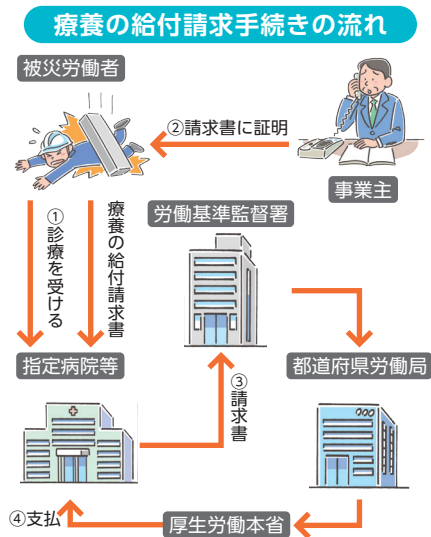 療養の給付請求手続きの流れ
被災労働者
②請求書に証明
事業主
①診療を受ける
療養の給付請求書
労働基準監督署
指定病院等
③請求書
都道府県労働局
④支払
厚生労働本省